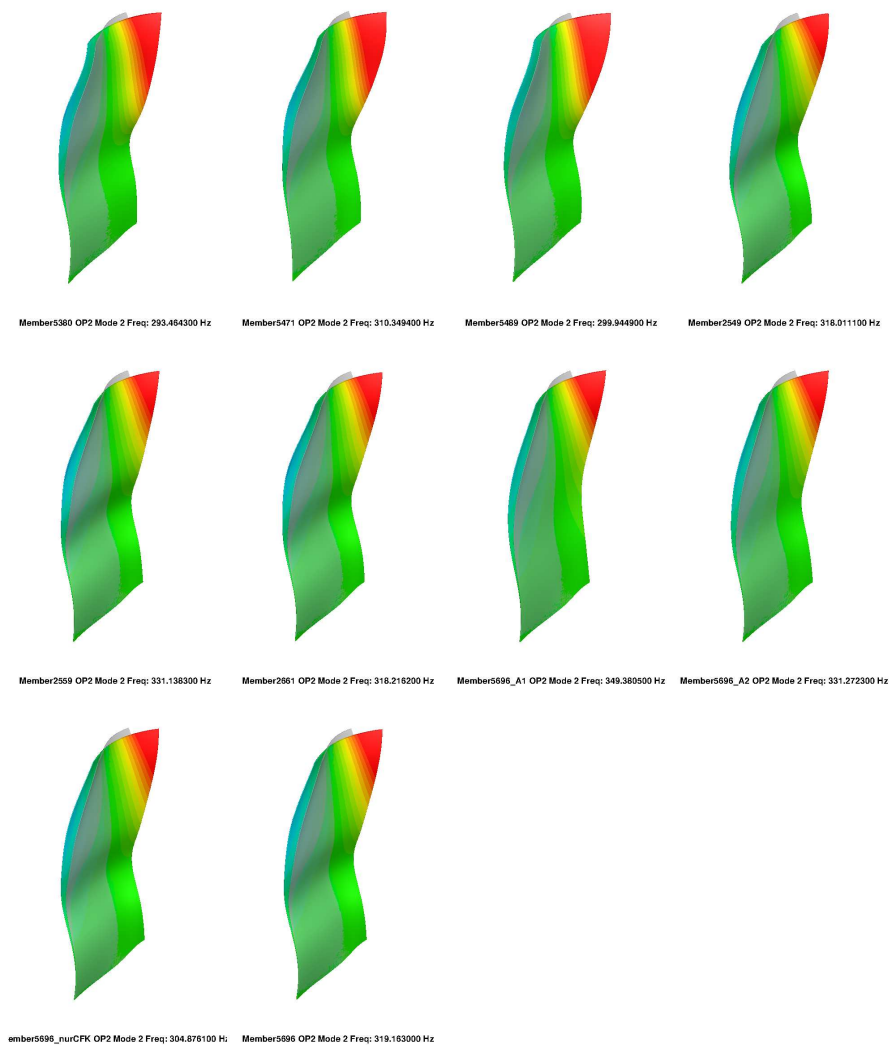 Member5380 OP2 Mode 2 Freq: 293.464300 Hz
Member5471 OP2 Mode 2 Freq: 310.349400 Hz
Member5489 OP2 Mode 2 Freq: 299.944900 Hz
Member2549 OP2 Mode 2 Freq: 318.011100 Hz
Member2559 OP2 Mode 2 Freq: 331.138300 Hz
Member2661 OP2 Mode 2 Freq: 318.216200 Hz
Member5696_A1 OP2 Mode 2 Freq: 349.380500 Hz
Member5696_A2 OP2 Mode 2 Freq: 331.272300 Hz
ember5696_nurCFK OP2 Mode 2 Freq: 304.876100 Hz
Member5696 OP2 Mode 2 Freq: 319.163000 Hz